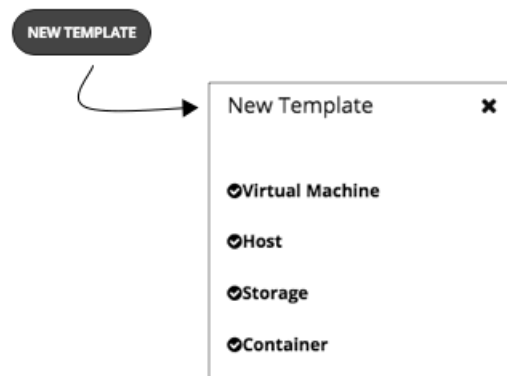 NEW TEMPLATE
New Template
Virtual Machine
Host
Storage
Container